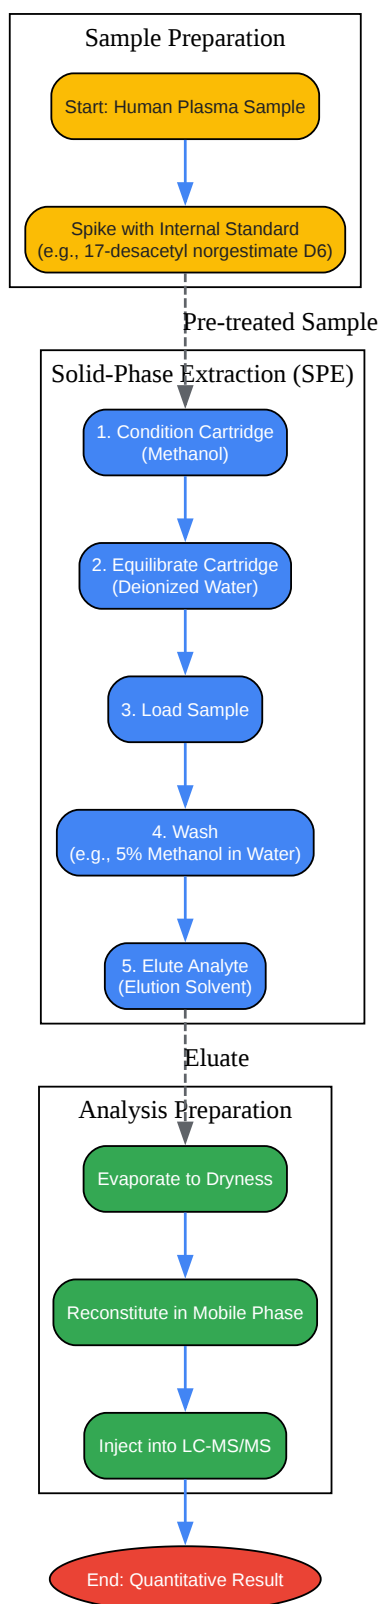 Sample Preparation
Start: Human Plasma Sample
Spike with Internal Standard
(e.g., 17-desacetyl norgestimate D6)
Pre-treated Sample
Solid-Phase Extraction (SPE)
1. Condition Cartridge
(Methanol)
2. Equilibrate Cartridge
(Deionized Water)
3. Load Sample
4. Wash
(e.g., 5% Methanol in Water)
5. Elute Analyte
(Elution Solvent)
Eluate
Analysis Preparation
Evaporate to Dryness
Reconstitute in Mobile Phase
Inject into LC-MS/MS
End: Quantitative Result